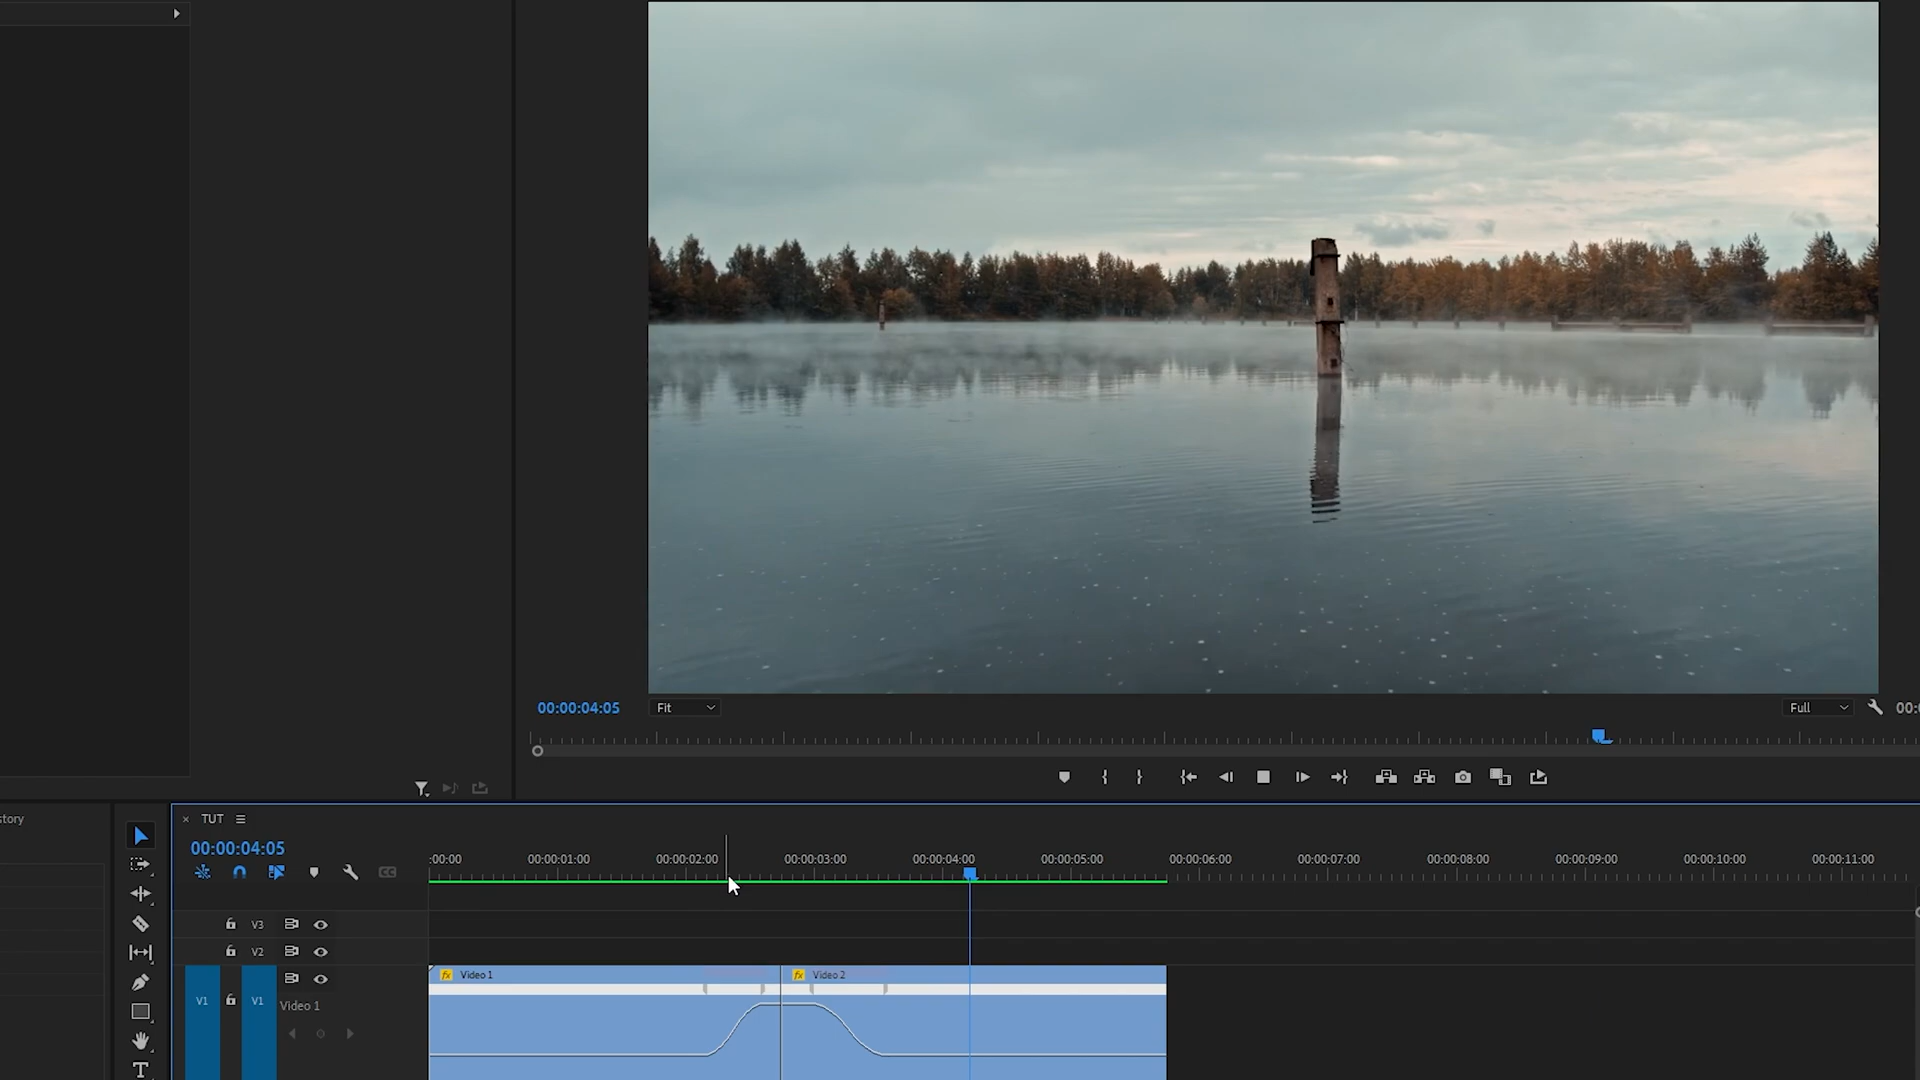 00:00:04:05
Fit
Full
00:
story
TUT
00:00:04:05
:00:00
00:00:01:00
00:00:02:00
00:00:03:00
00:00:04:00
00:00:05:00
00:00:06:00
00:00:07:00
00:00:08:00
00:00:09:00
00:00:10:00
00:00:11:00
CC
V3
V2
fx Video 1
fx Video 2
V1
V1
Video 1
T